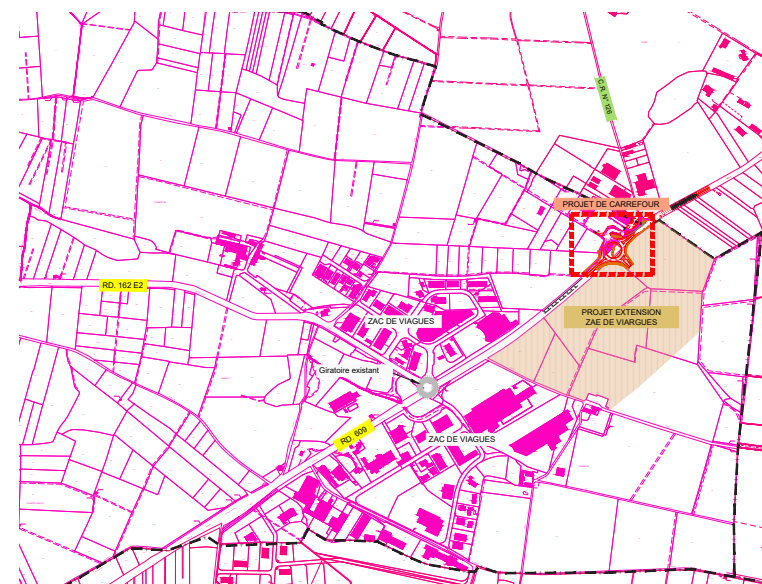 C.R. N° 126
PROJET DE CARREFOUR
RD. 162 E2
PROJET EXTENSION
ZAE DE VIARGUES
ZAC DE VIAGUES
Giratoire existant
RD. 609
ZAC DE VIAGUES